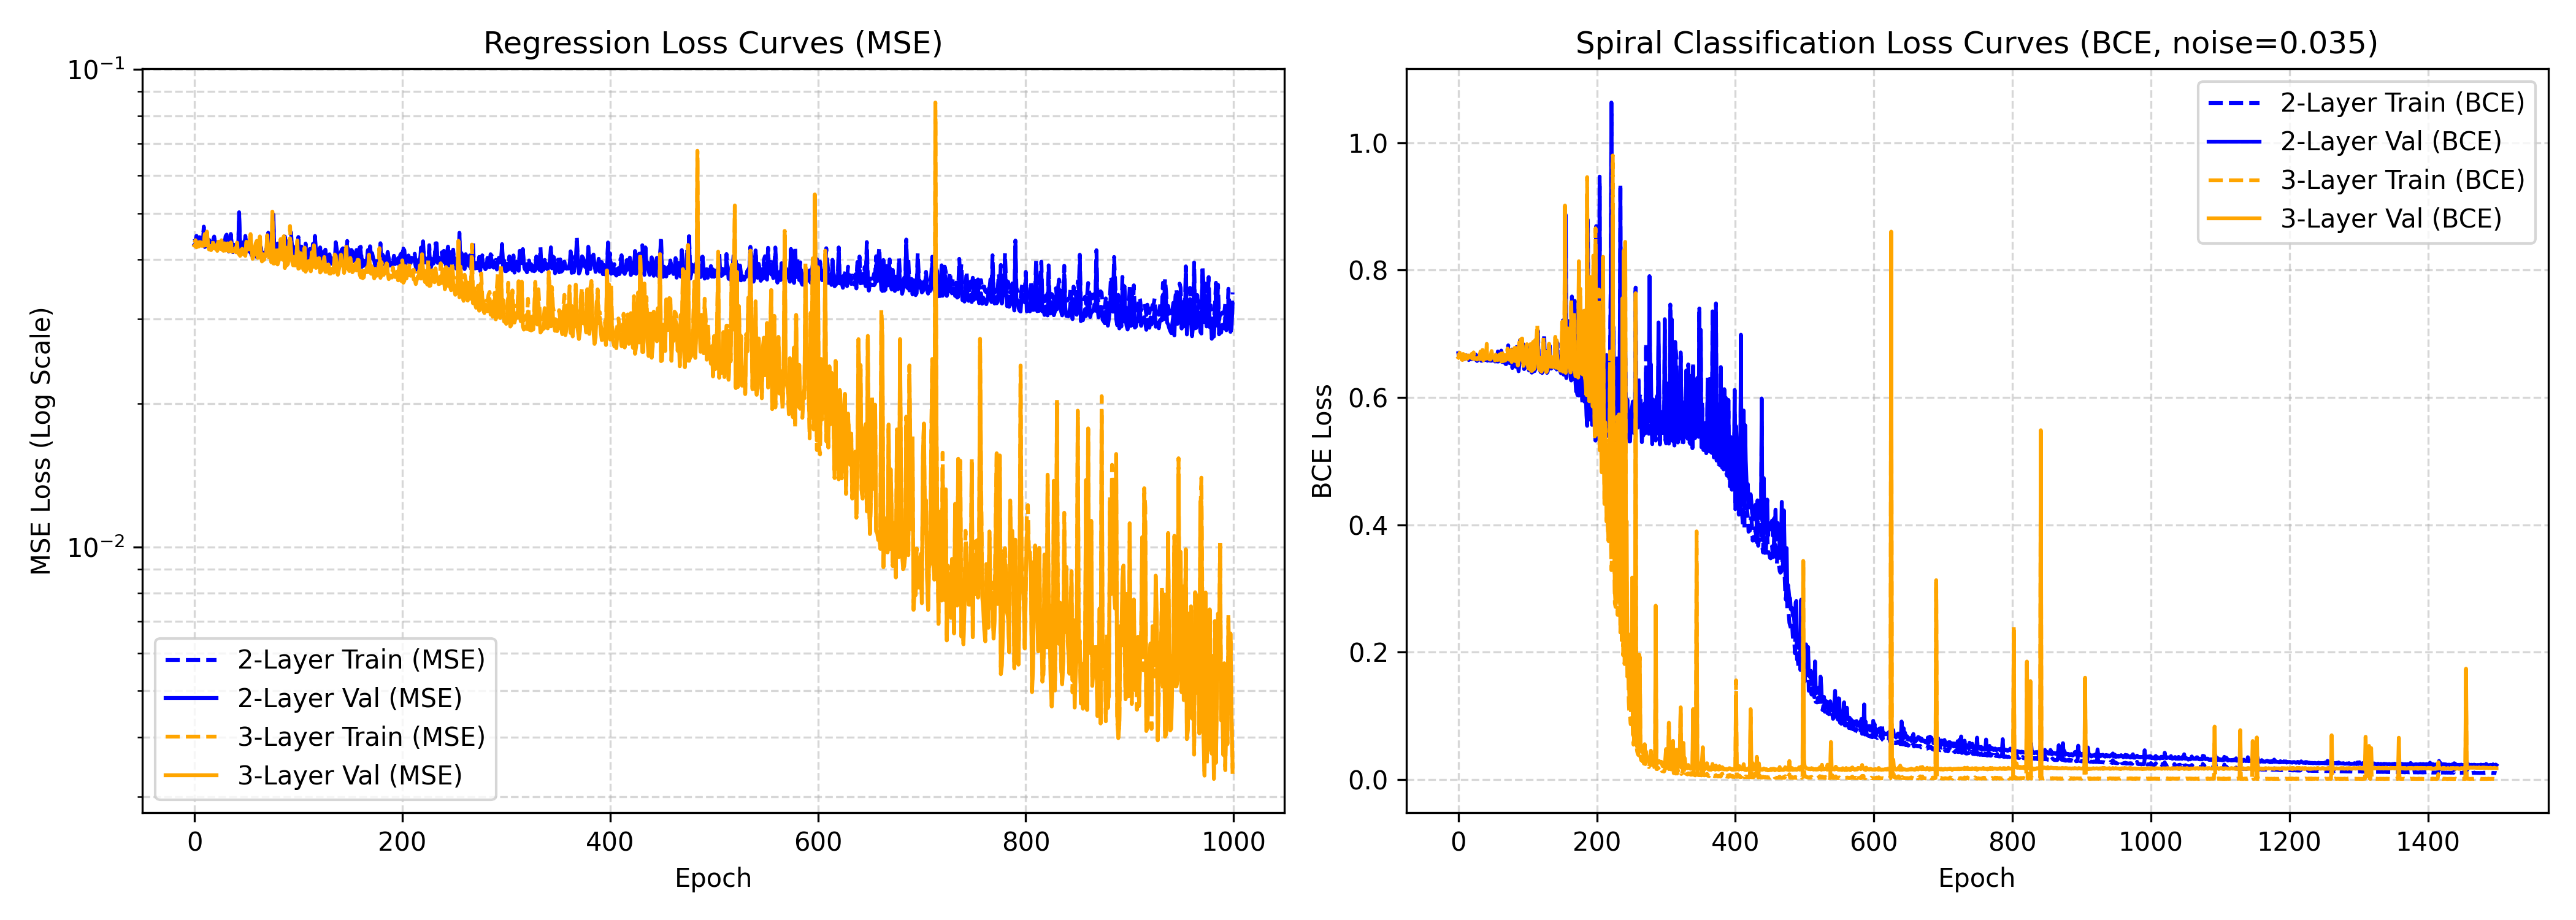 Regression Loss Curves (MSE)
MSE Loss (Log Scale)
10⁻¹
10⁻²
2-Layer Train (MSE)
2-Layer Val (MSE)
3-Layer Train (MSE)
3-Layer Val (MSE)
0 200 400 600 800 1000
Epoch
Spiral Classification Loss Curves (BCE, noise=0.035)
BCE Loss
1.0
0.8
0.6
0.4
0.2
0.0
2-Layer Train (BCE)
2-Layer Val (BCE)
3-Layer Train (BCE)
3-Layer Val (BCE)
0 200 400 600 800 1000 1200 1400
Epoch